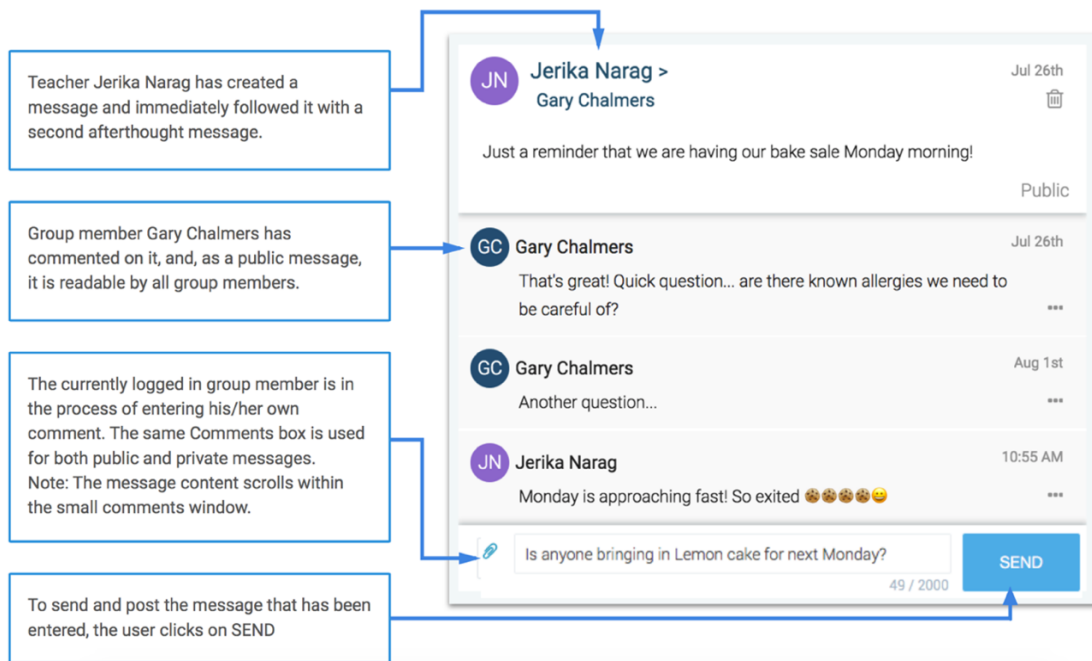 Teacher Jerika Narag has created a
message and immediately followed it with a
second afterthought message.
Group member Gary Chalmers has
commented on it, and, as a public message,
it is readable by all group members.
The currently logged in group member is in
the process of entering his/her own
comment. The same Comments box is used
for both public and private messages.
Note: The message content scrolls within
the small comments window.
To send and post the message that has been
entered, the user clicks on SEND
JN
Jerika Narag >
Jul 26th
Gary Chalmers
Just a reminder that we are having our bake sale Monday morning!
Public
GC
Gary Chalmers
Jul 26th
That's great! Quick question... are there known allergies we need to
be careful of?
GC
Gary Chalmers
Aug 1st
Another question...
JN
Jerika Narag
10:55 AM
Monday is approaching fast! So exited 🍪🍪🍪🍪😄
Is anyone bringing in Lemon cake for next Monday?
SEND
49 / 2000